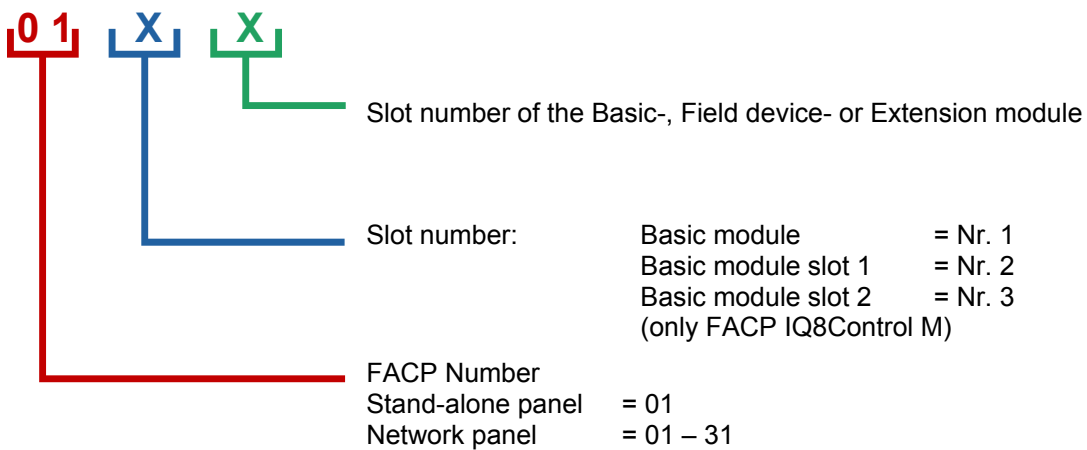 01 X X
Slot number of the Basic-, Field device- or Extension module
Slot number: Basic module = Nr. 1
Basic module slot 1 = Nr. 2
Basic module slot 2 = Nr. 3
(only FACP IQ8Control M)
FACP Number
Stand-alone panel = 01
Network panel = 01 – 31